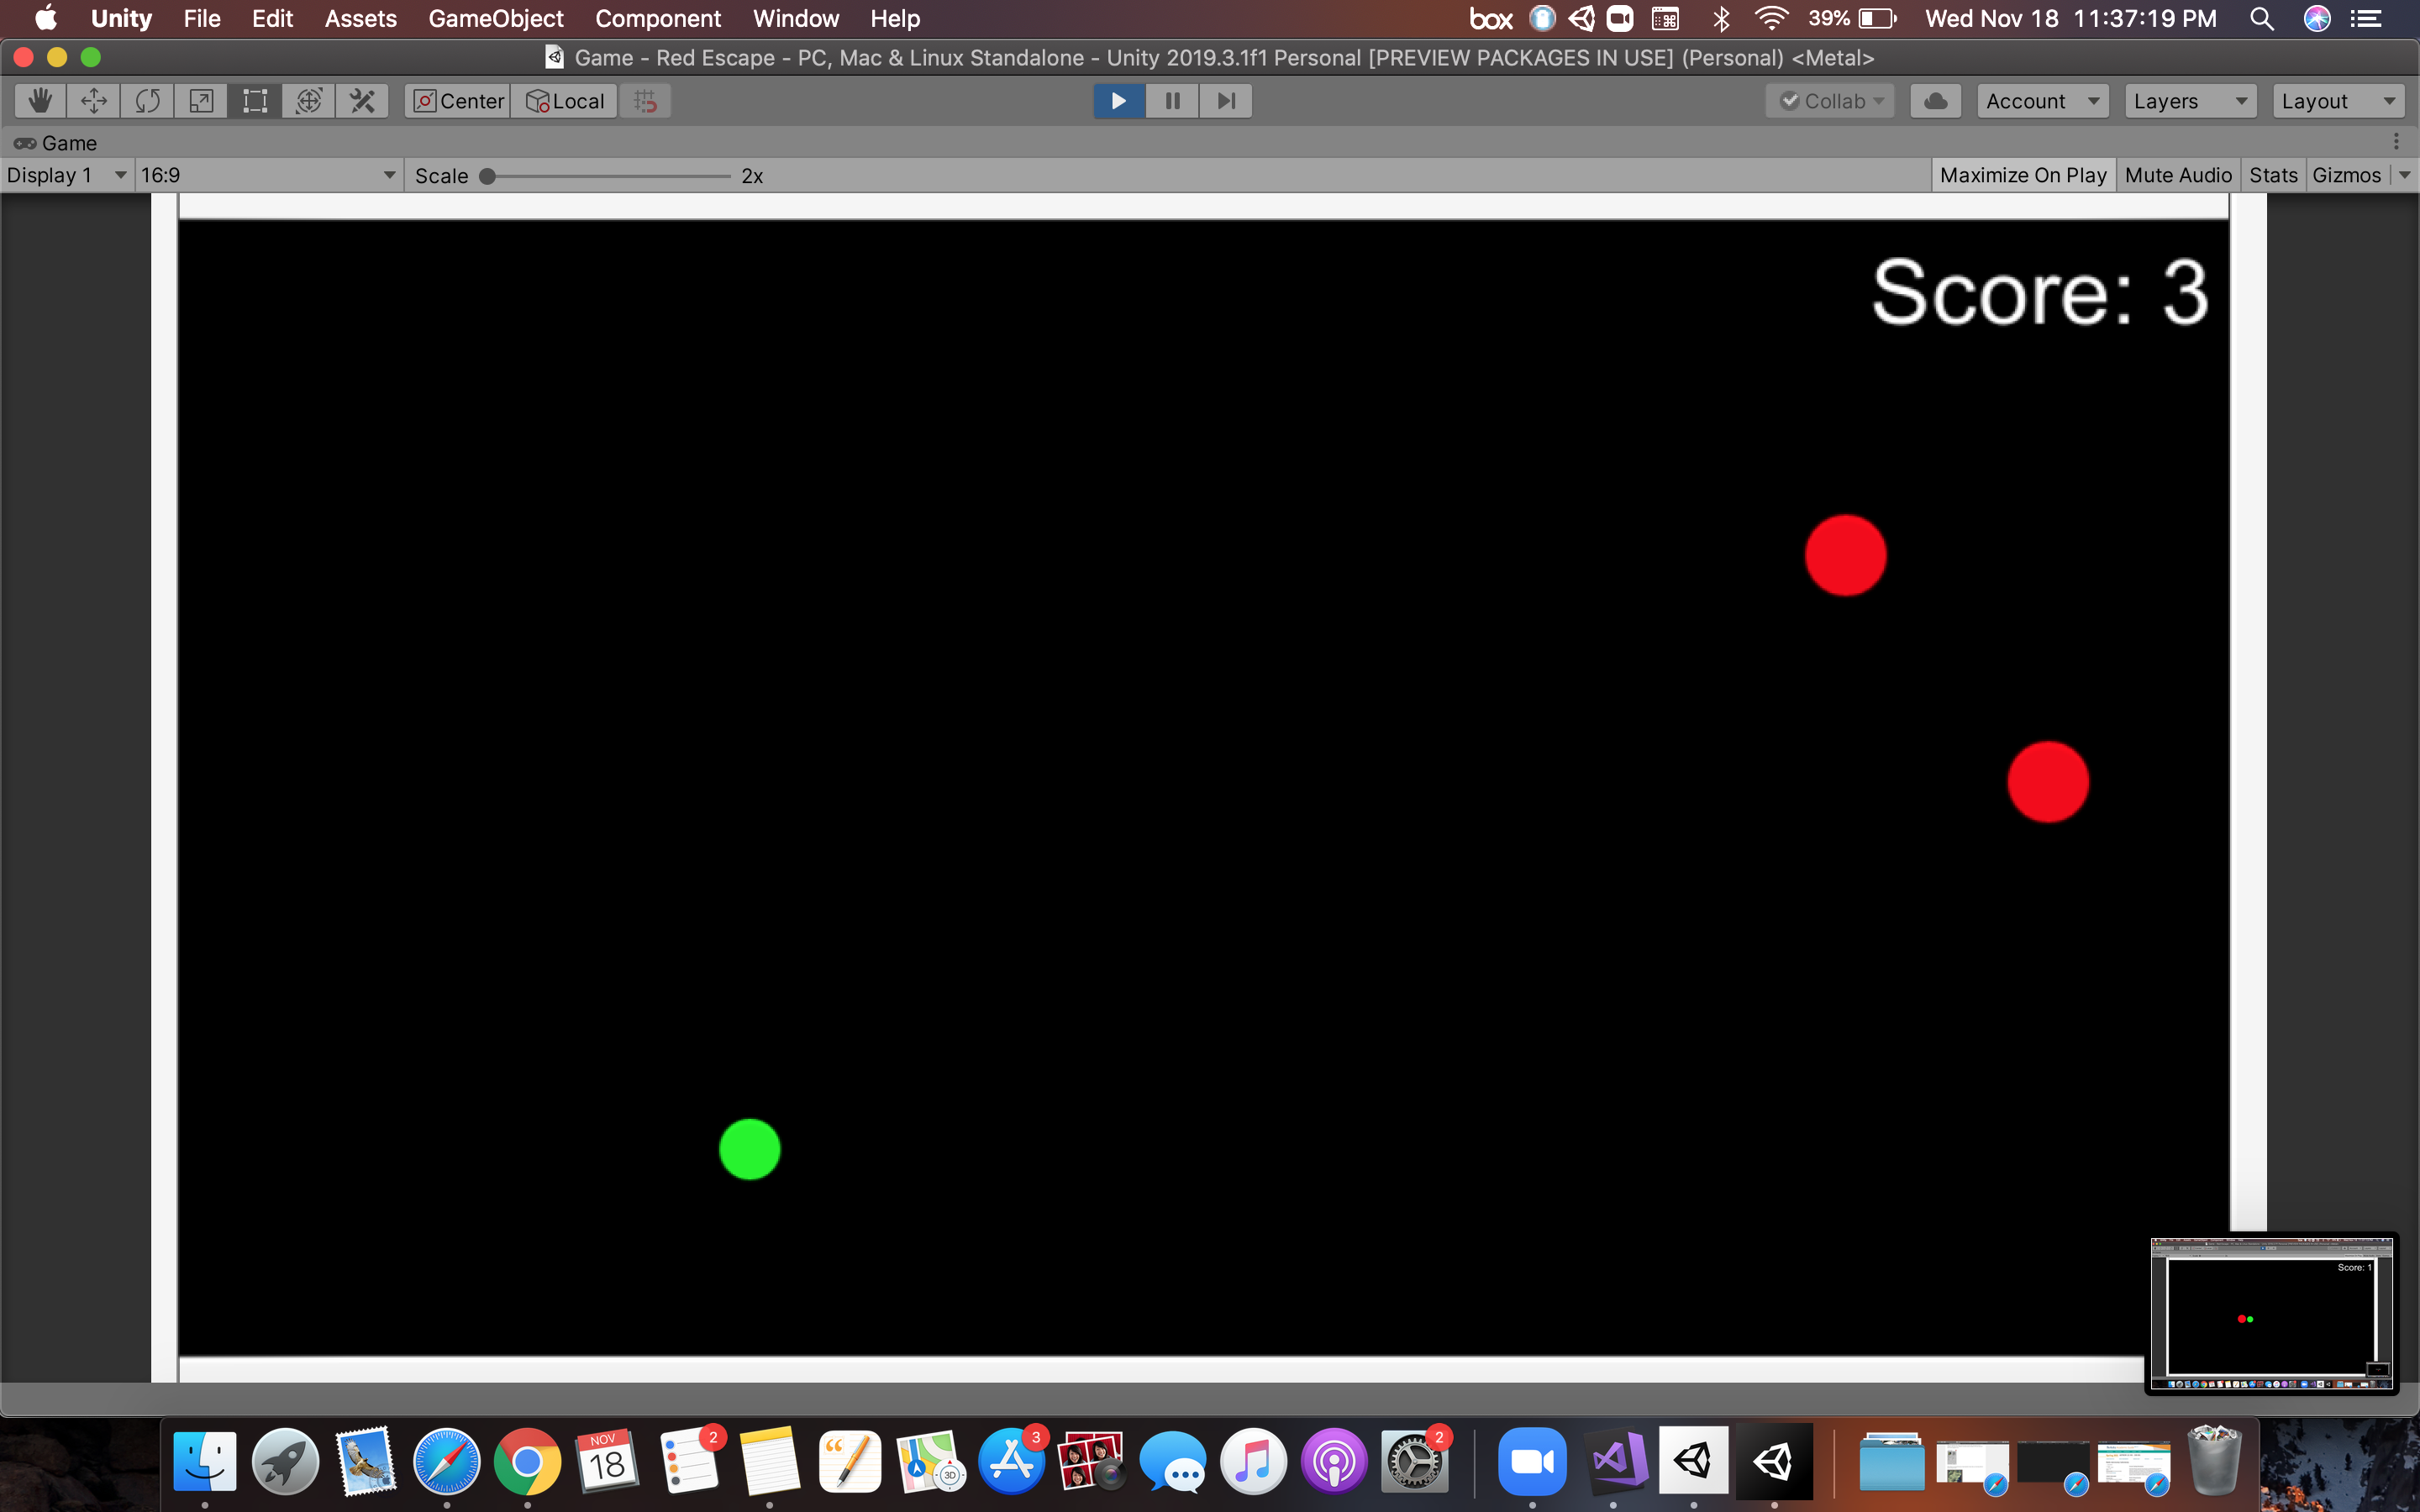 Unity File Edit Assets GameObject Component Window Help box 39% Wed Nov 18 11:37:19 PM
Game - Red Escape - PC, Mac & Linux Standalone - Unity 2019.3.1f1 Personal [PREVIEW PACKAGES IN USE] (Personal) <Metal>
Center Local Collab Account Layers Layout
Game
Display 1 16:9 Scale 2x Maximize On Play Mute Audio Stats Gizmos
Score: 3
Score: 1
NOV
18
2
3
3D
2